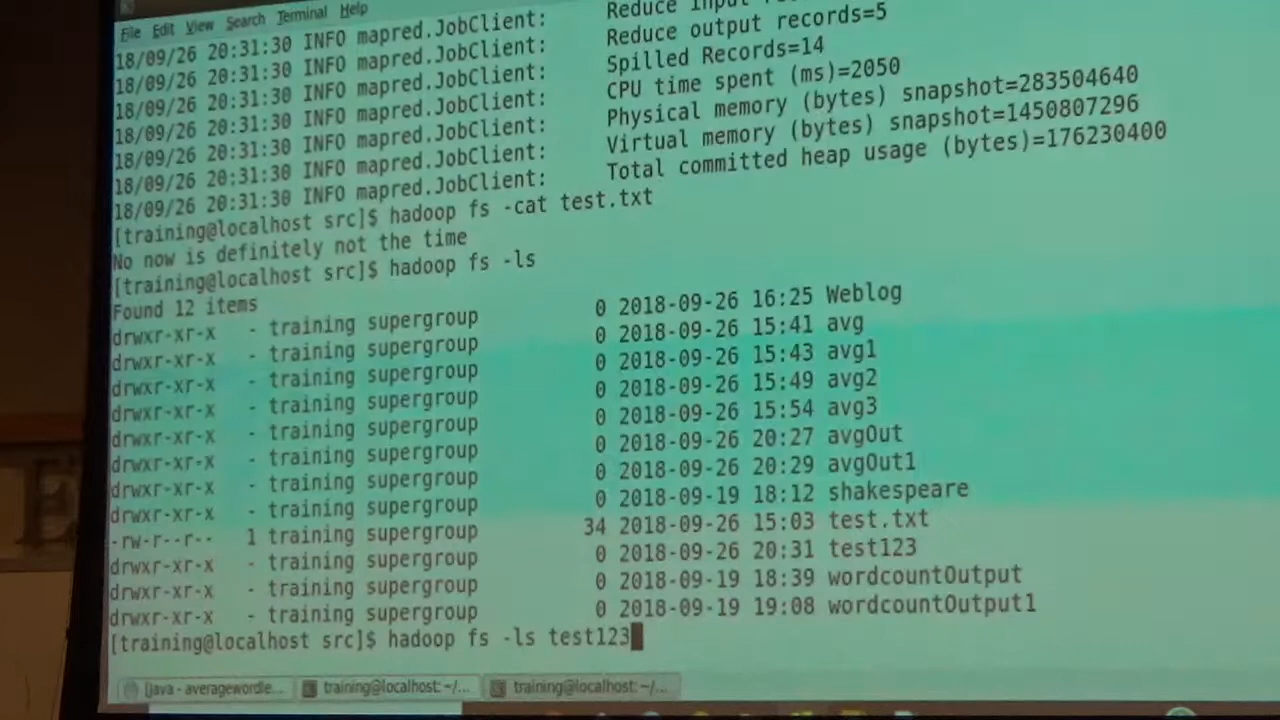 File Edit View Search Terminal Help
18/09/26 20:31:30 INFO mapred.JobClient: Reduce input
18/09/26 20:31:30 INFO mapred.JobClient: Reduce output records=5
18/09/26 20:31:30 INFO mapred.JobClient: Spilled Records=14
18/09/26 20:31:30 INFO mapred.JobClient: CPU time spent (ms)=2050
18/09/26 20:31:30 INFO mapred.JobClient: Physical memory (bytes) snapshot=283504640
18/09/26 20:31:30 INFO mapred.JobClient: Virtual memory (bytes) snapshot=1450807296
18/09/26 20:31:30 INFO mapred.JobClient: Total committed heap usage (bytes)=176230400
[training@localhost src]$ hadoop fs -cat test.txt
No now is definitely not the time
[training@localhost src]$ hadoop fs -ls
Found 12 items
drwxr-xr-x - training supergroup 0 2018-09-26 16:25 Weblog
drwxr-xr-x - training supergroup 0 2018-09-26 15:41 avg
drwxr-xr-x - training supergroup 0 2018-09-26 15:43 avg1
drwxr-xr-x - training supergroup 0 2018-09-26 15:49 avg2
drwxr-xr-x - training supergroup 0 2018-09-26 15:54 avg3
drwxr-xr-x - training supergroup 0 2018-09-26 20:27 avgOut
drwxr-xr-x - training supergroup 0 2018-09-26 20:29 avgOut1
drwxr-xr-x - training supergroup 0 2018-09-19 18:12 shakespeare
-rw-r--r-- 1 training supergroup 34 2018-09-26 15:03 test.txt
drwxr-xr-x - training supergroup 0 2018-09-26 20:31 test123
drwxr-xr-x - training supergroup 0 2018-09-19 18:39 wordcountOutput
drwxr-xr-x - training supergroup 0 2018-09-19 19:08 wordcountOutput1
[training@localhost src]$ hadoop fs -ls test123
[Java - averagewordle... training@localhost:~/... training@localhost:~/...